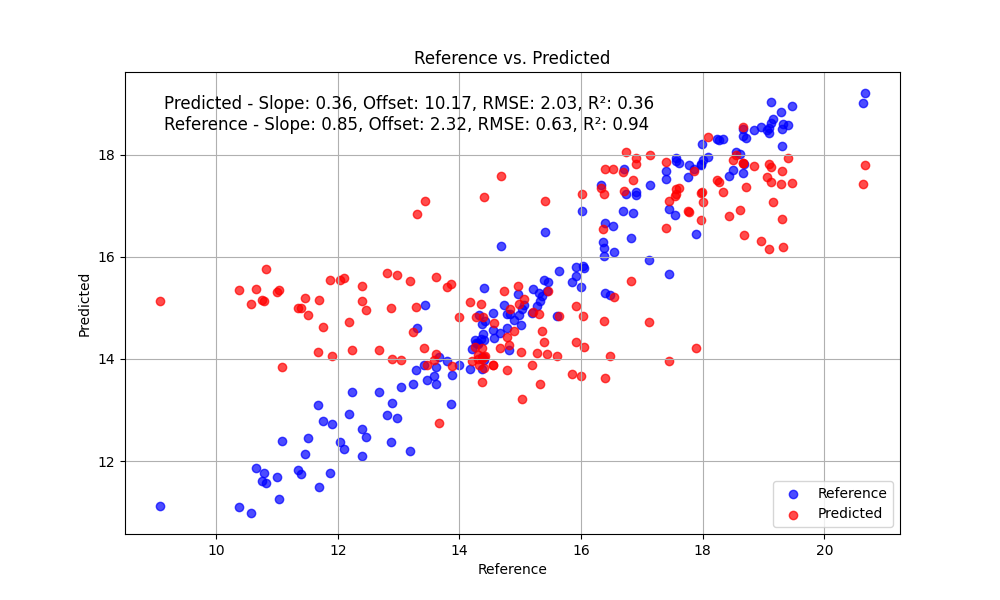 Reference vs. Predicted
Predicted - Slope: 0.36, Offset: 10.17, RMSE: 2.03, R²: 0.36
Reference - Slope: 0.85, Offset: 2.32, RMSE: 0.63, R²: 0.94
18
16
14
12
Predicted
Reference
Predicted
10 12 14 16 18 20
Reference